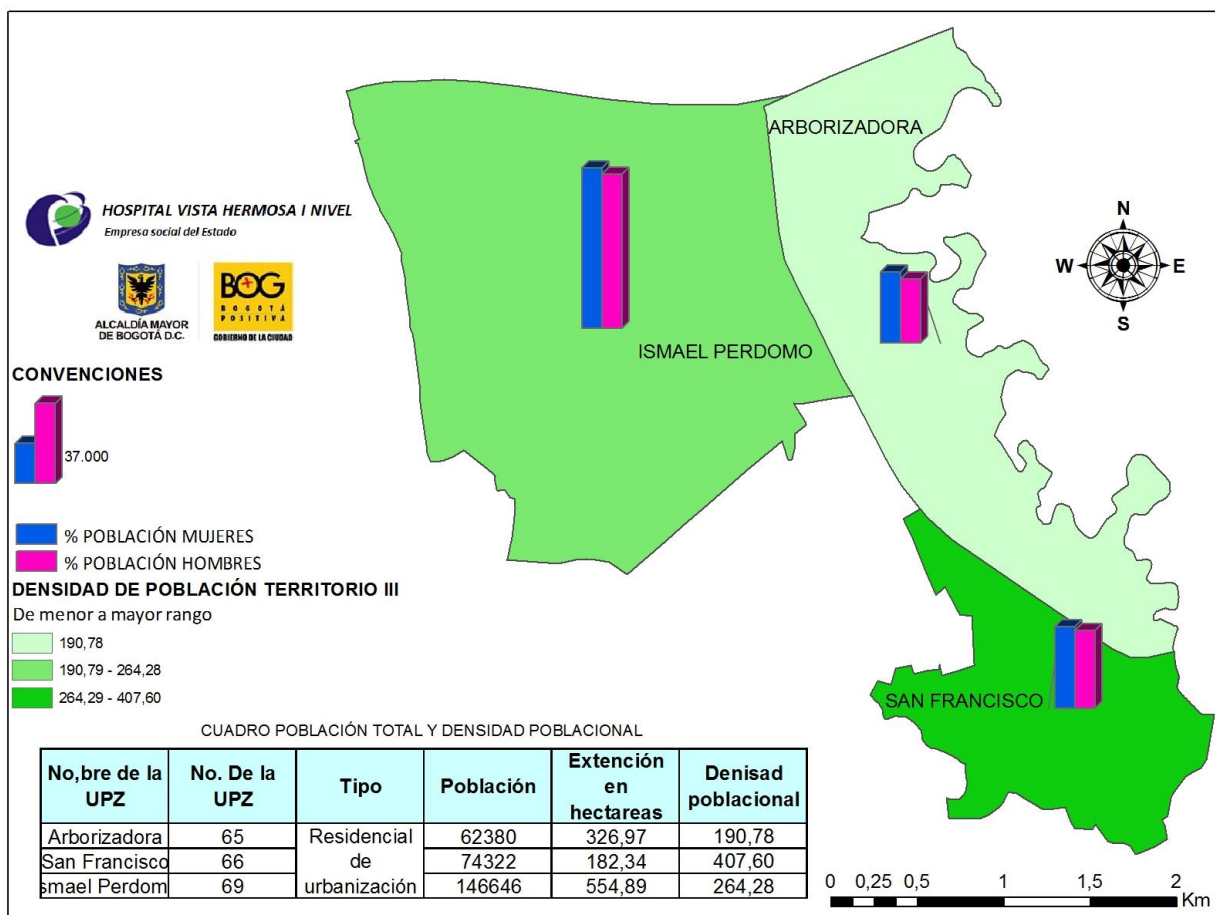 ARBORIZADORA
HOSPITAL VISTA HERMOSA I NIVEL
Empresa social del Estado
ALCALDÍA MAYOR
DE BOGOTÁ D.C.
BOG
BOGOTÁ
POSITIVA
GOBIERNO DE LA CIUDAD
N
W E
S
ISMAEL PERDOMO
CONVENCIONES
37.000
% POBLACIÓN MUJERES
% POBLACIÓN HOMBRES
DENSIDAD DE POBLACIÓN TERRITORIO III
De menor a mayor rango
190,78
190,79 - 264,28
264,29 - 407,60
SAN FRANCISCO
CUADRO POBLACIÓN TOTAL Y DENSIDAD POBLACIONAL
No,bre de la UPZ No. De la UPZ Tipo Población Extención en hectareas Denisad poblacional
Arborizadora 65 Residencial 62380 326,97 190,78
San Francisco 66 de 74322 182,34 407,60
smael Perdom 69 urbanización 146646 554,89 264,28
0 0,25 0,5 1 1,5 2
Km